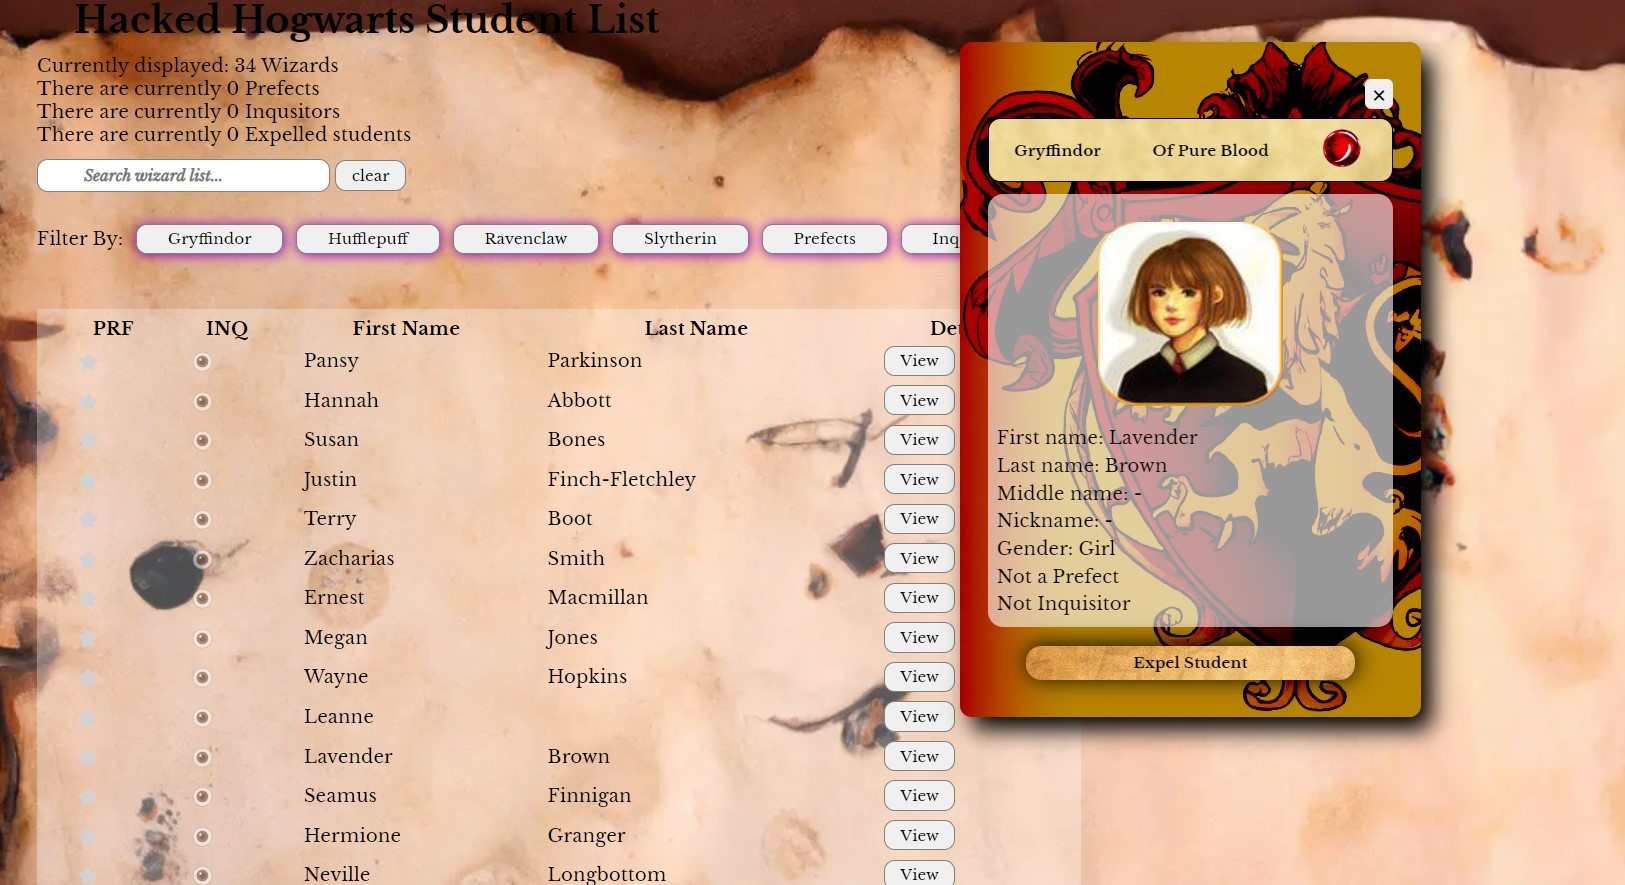 Hacked Hogwarts Student List
Currently displayed: 34 Wizards
There are currently 0 Prefects
There are currently 0 Inqusitors
There are currently 0 Expelled students
Search wizard list...
clear
Filter By: Gryffindor Hufflepuff Ravenclaw Slytherin Prefects Inq
PRF INQ First Name Last Name Det
Pansy Parkinson View
Hannah Abbott View
Susan Bones View
Justin Finch-Fletchley View
Terry Boot View
Zacharias Smith View
Ernest Macmillan View
Megan Jones View
Wayne Hopkins View
Leanne View
Lavender Brown View
Seamus Finnigan View
Hermione Granger View
Neville Longbottom View
×
Gryffindor Of Pure Blood
First name: Lavender
Last name: Brown
Middle name: -
Nickname: -
Gender: Girl
Not a Prefect
Not Inquisitor
Expel Student